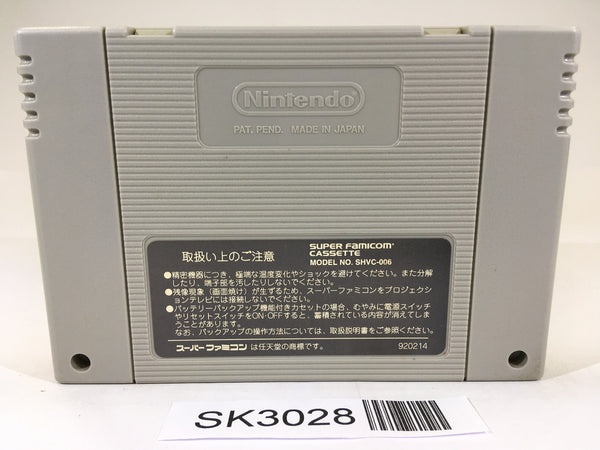 Nintendo
PAT. PEND. MADE IN JAPAN
取扱い上のご注意
SUPER FAMICOM
CASSETTE
MODEL NO. SHVC-006
●精密機器につき、極端な温度変化やショックを避けてください。また分解
したり、端子部を汚したりしないでください。
●残像現象（画面焼け）が生ずるため、スーパーファミコンをプロジェクシ
ョンテレビには接続しないでください。
●バッテリーバックアップ機能付きカセットの場合、むやみに電源スイッチ
やリセットスイッチをON・OFFすると、蓄積されている内容が消えてしま
うことがあります。
なお、バックアップの操作方法については、取扱説明書をご参照ください。
スーパーファミコン は任天堂の商標です。
920214
SK3028